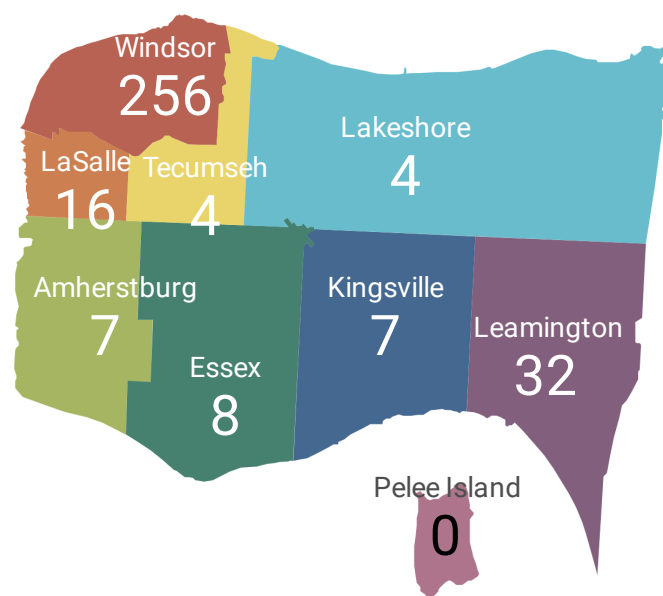 Windsor
256
Lakeshore
4
LaSalle
16
Tecumseh
4
Amherstburg
7
Kingsville
7
Leamington
32
Essex
8
Pelee Island
0